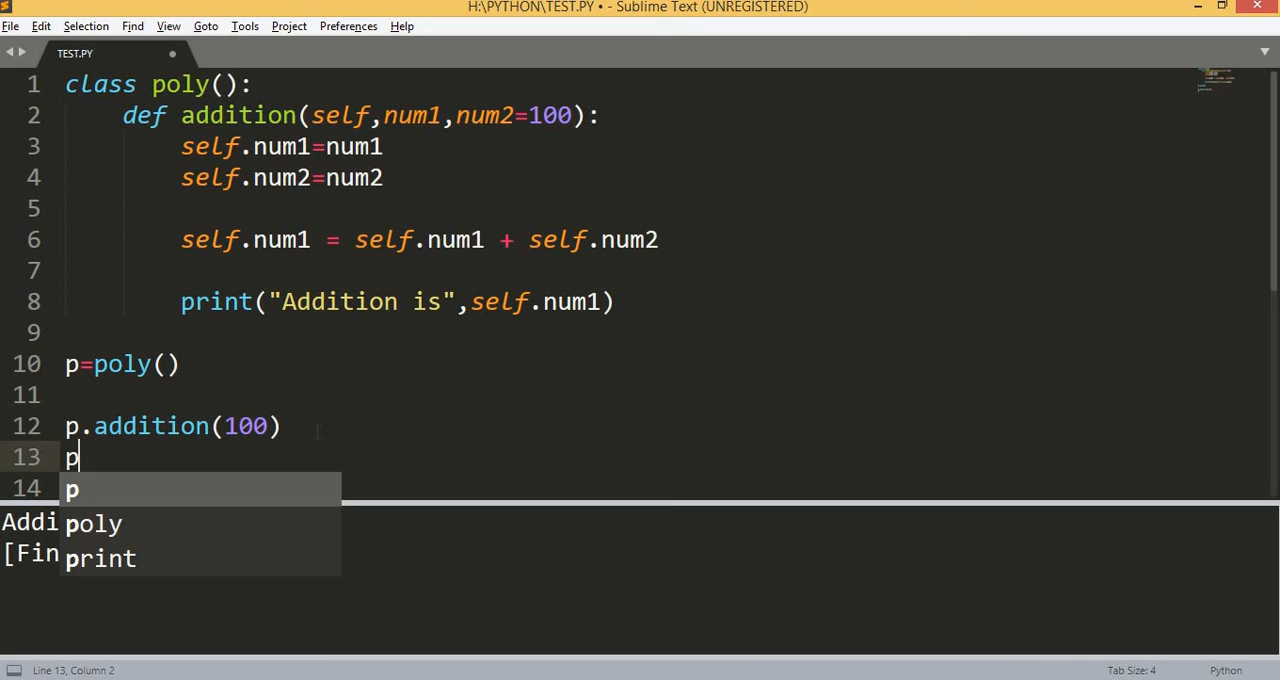 H:\PYTHON\TEST.PY • - Sublime Text (UNREGISTERED)
File Edit Selection Find View Goto Tools Project Preferences Help
TEST.PY
1 class poly():
2 def addition(self,num1,num2=100):
3 self.num1=num1
4 self.num2=num2
5
6 self.num1 = self.num1 + self.num2
7
8 print("Addition is",self.num1)
9
10 p=poly()
11
12 p.addition(100)
13 p
14 p
poly
print
Addi
[Fin
Line 13, Column 2
Tab Size: 4
Python